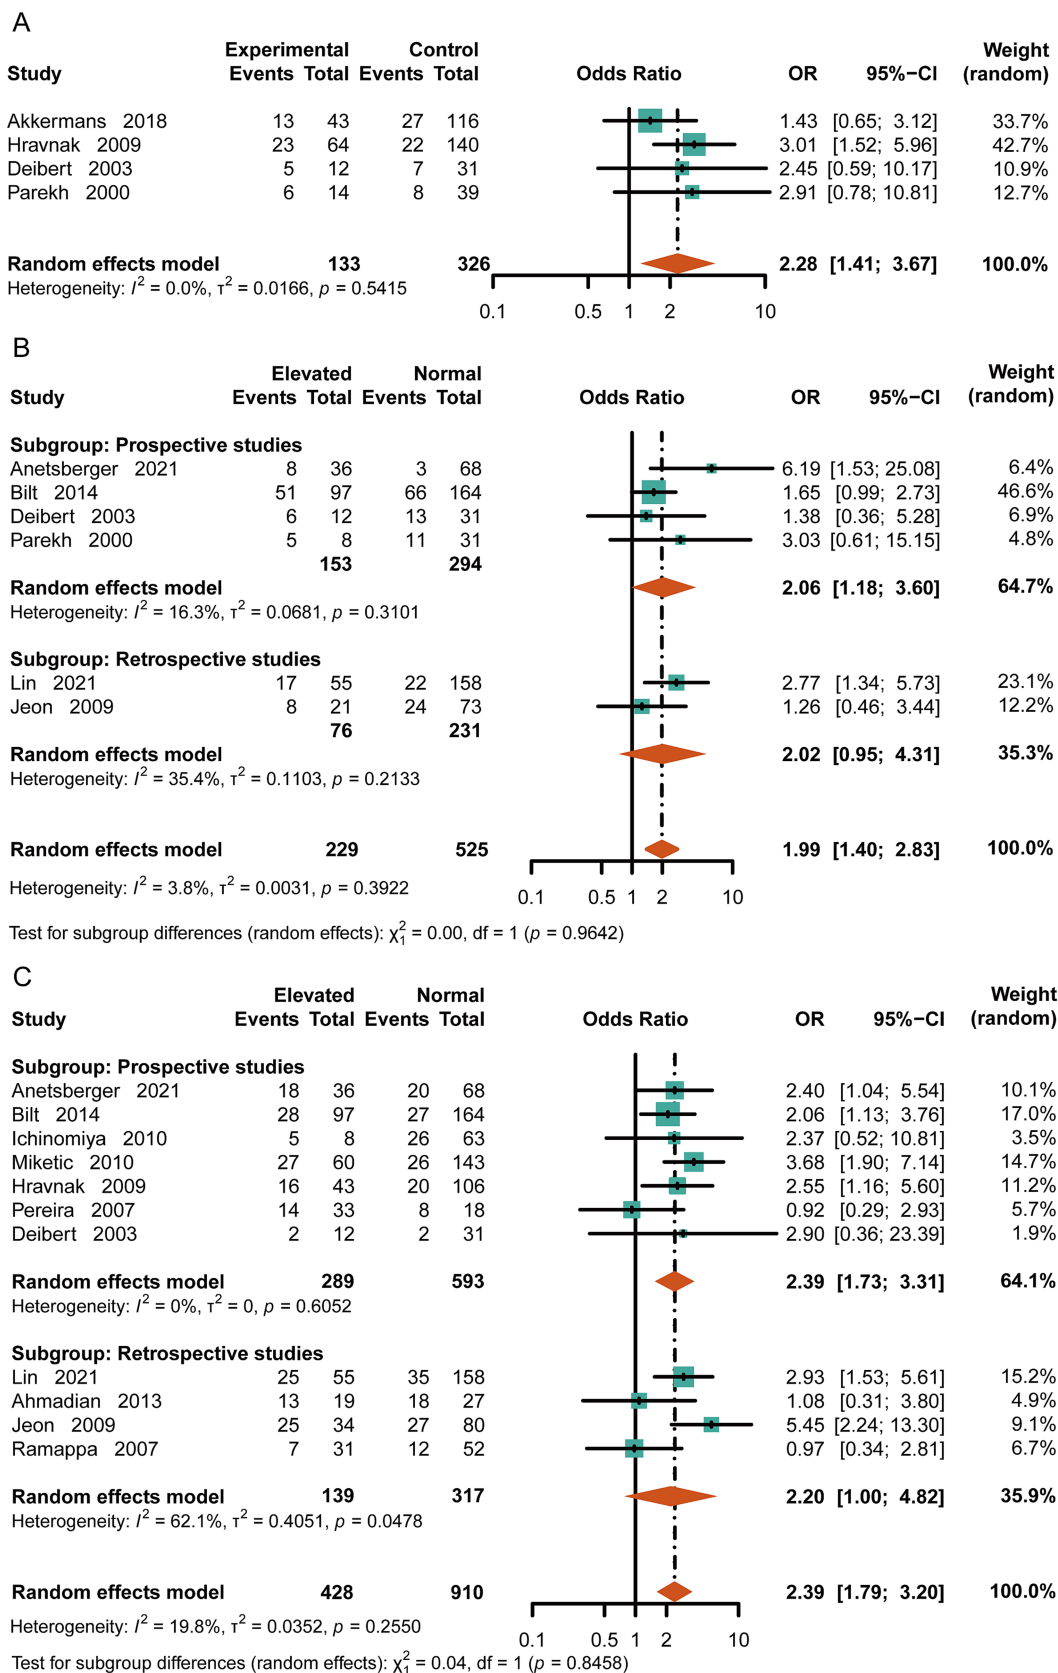 A
Experimental Control Weight
Study Events Total Events Total Odds Ratio OR 95%−CI (random)
Akkermans 2018 13 43 27 116 1.43 [0.65; 3.12] 33.7%
Hravnak 2009 23 64 22 140 3.01 [1.52; 5.96] 42.7%
Deibert 2003 5 12 7 31 2.45 [0.59; 10.17] 10.9%
Parekh 2000 6 14 8 39 2.91 [0.78; 10.81] 12.7%
Random effects model 133 326 2.28 [1.41; 3.67] 100.0%
Heterogeneity: I² = 0.0%, τ² = 0.0166, p = 0.5415
0.1 0.5 1 2 10
B
Elevated Normal Weight
Study Events Total Events Total Odds Ratio OR 95%−CI (random)
Subgroup: Prospective studies
Anetsberger 2021 8 36 3 68 6.19 [1.53; 25.08] 6.4%
Bilt 2014 51 97 66 164 1.65 [0.99; 2.73] 46.6%
Deibert 2003 6 12 13 31 1.38 [0.36; 5.28] 6.9%
Parekh 2000 5 8 11 31 3.03 [0.61; 15.15] 4.8%
153 294
Random effects model 2.06 [1.18; 3.60] 64.7%
Heterogeneity: I² = 16.3%, τ² = 0.0681, p = 0.3101
Subgroup: Retrospective studies
Lin 2021 17 55 22 158 2.77 [1.34; 5.73] 23.1%
Jeon 2009 8 21 24 73 1.26 [0.46; 3.44] 12.2%
76 231
Random effects model 2.02 [0.95; 4.31] 35.3%
Heterogeneity: I² = 35.4%, τ² = 0.1103, p = 0.2133
Random effects model 229 525 1.99 [1.40; 2.83] 100.0%
Heterogeneity: I² = 3.8%, τ² = 0.0031, p = 0.3922
0.1 0.5 1 2 10
Test for subgroup differences (random effects): χ²₁ = 0.00, df = 1 (p = 0.9642)
C
Elevated Normal Weight
Study Events Total Events Total Odds Ratio OR 95%−CI (random)
Subgroup: Prospective studies
Anetsberger 2021 18 36 20 68 2.40 [1.04; 5.54] 10.1%
Bilt 2014 28 97 27 164 2.06 [1.13; 3.76] 17.0%
Ichinomiya 2010 5 8 26 63 2.37 [0.52; 10.81] 3.5%
Miketic 2010 27 60 26 143 3.68 [1.90; 7.14] 14.7%
Hravnak 2009 16 43 20 106 2.55 [1.16; 5.60] 11.2%
Pereira 2007 14 33 8 18 0.92 [0.29; 2.93] 5.7%
Deibert 2003 2 12 2 31 2.90 [0.36; 23.39] 1.9%
Random effects model 289 593 2.39 [1.73; 3.31] 64.1%
Heterogeneity: I² = 0%, τ² = 0, p = 0.6052
Subgroup: Retrospective studies
Lin 2021 25 55 35 158 2.93 [1.53; 5.61] 15.2%
Ahmadian 2013 13 19 18 27 1.08 [0.31; 3.80] 4.9%
Jeon 2009 25 34 27 80 5.45 [2.24; 13.30] 9.1%
Ramappa 2007 7 31 12 52 0.97 [0.34; 2.81] 6.7%
Random effects model 139 317 2.20 [1.00; 4.82] 35.9%
Heterogeneity: I² = 62.1%, τ² = 0.4051, p = 0.0478
Random effects model 428 910 2.39 [1.79; 3.20] 100.0%
Heterogeneity: I² = 19.8%, τ² = 0.0352, p = 0.2550
0.1 0.5 1 2 10
Test for subgroup differences (random effects): χ²₁ = 0.04, df = 1 (p = 0.8458)